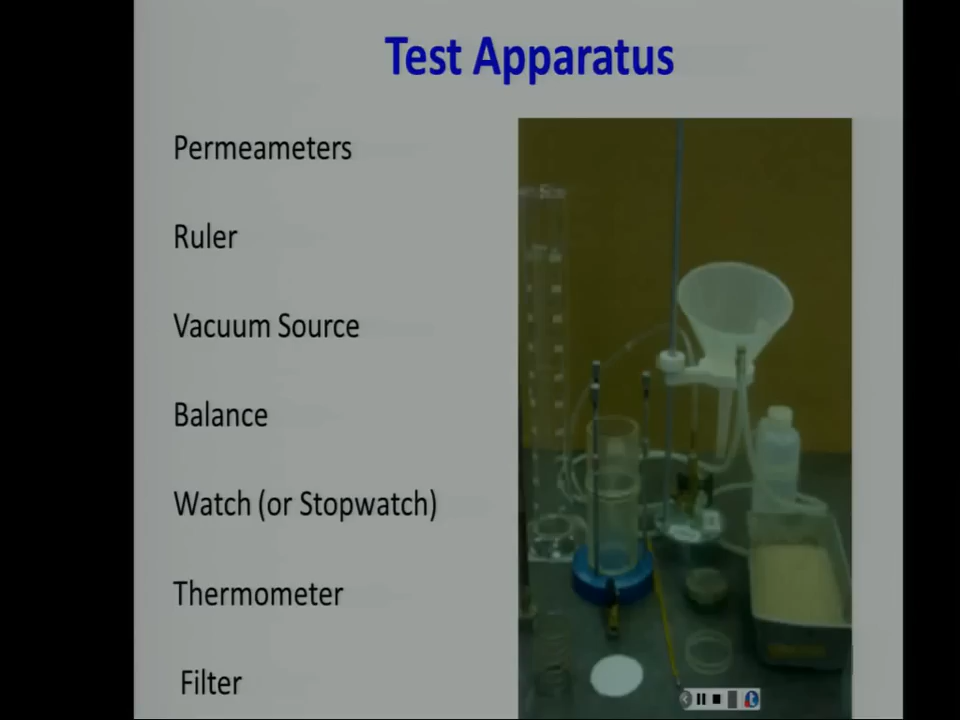 Test Apparatus
Permeameters
Ruler
Vacuum Source
Balance
Watch (or Stopwatch)
Thermometer
Filter